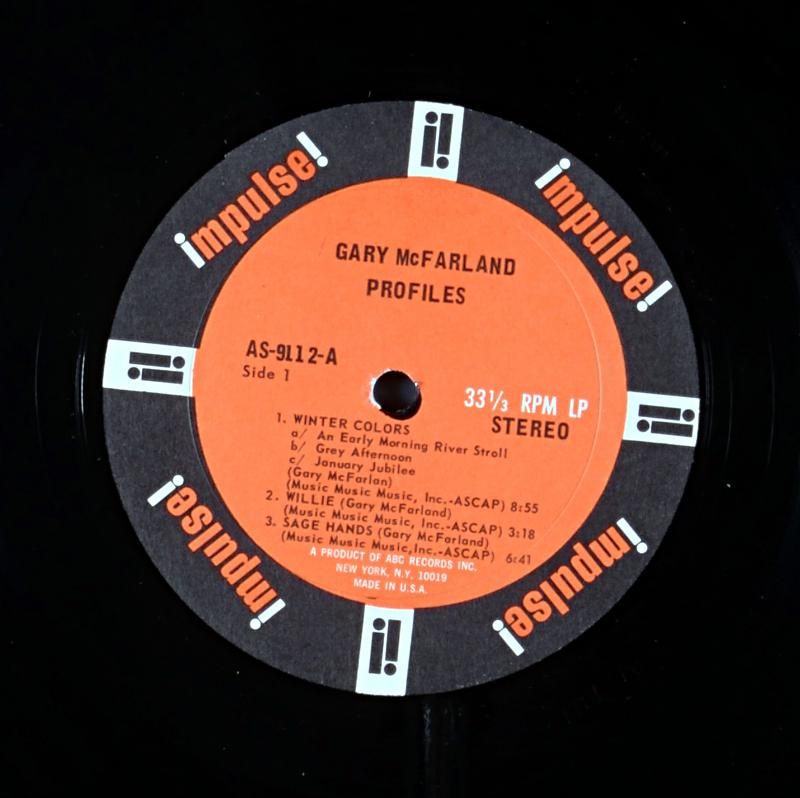 impulse!
impulse!
GARY McFARLAND
PROFILES
AS-9112-A
Side 1
33 1/3 RPM LP
STEREO
1. WINTER COLORS
a/ An Early Morning River Stroll
b/ Grey Afternoon
c/ January Jubilee
(Gary McFarlan)
(Music Music Music, Inc.-ASCAP) 8:55
2. WILLIE (Gary McFarland)
(Music Music Music, Inc.-ASCAP) 3:18
3. SAGE HANDS (Gary McFarland)
(Music Music Music,Inc.-ASCAP) 6:41
A PRODUCT OF ABC RECORDS INC.
NEW YORK, N.Y. 10019
MADE IN U.S.A.
impulse!
impulse!